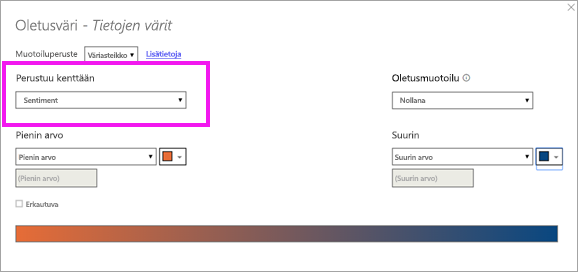 Oletusväri - Tietojen värit
Muotoiluperuste Väriasteikko Lisätietoja
Perustuu kenttään Oletusmuotoilu
Sentiment Nollana
Pienin arvo Suurin
Pienin arvo Suurin arvo
(Pienin arvo) (Suurin arvo)
Erkautuva